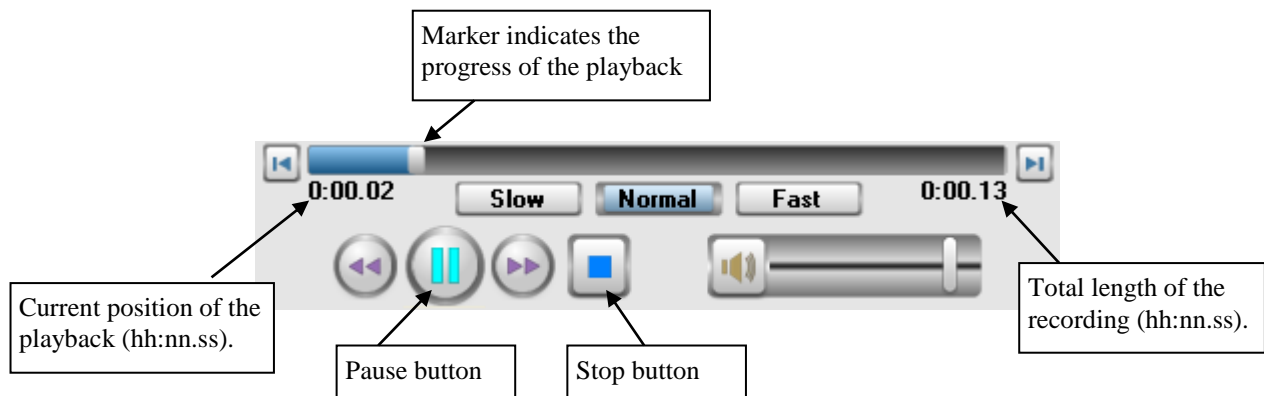 Marker indicates the
progress of the playback
0:00.02
Slow
Normal
Fast
0:00.13
Current position of the
playback (hh:nn.ss).
Pause button
Stop button
Total length of the
recording (hh:nn.ss).